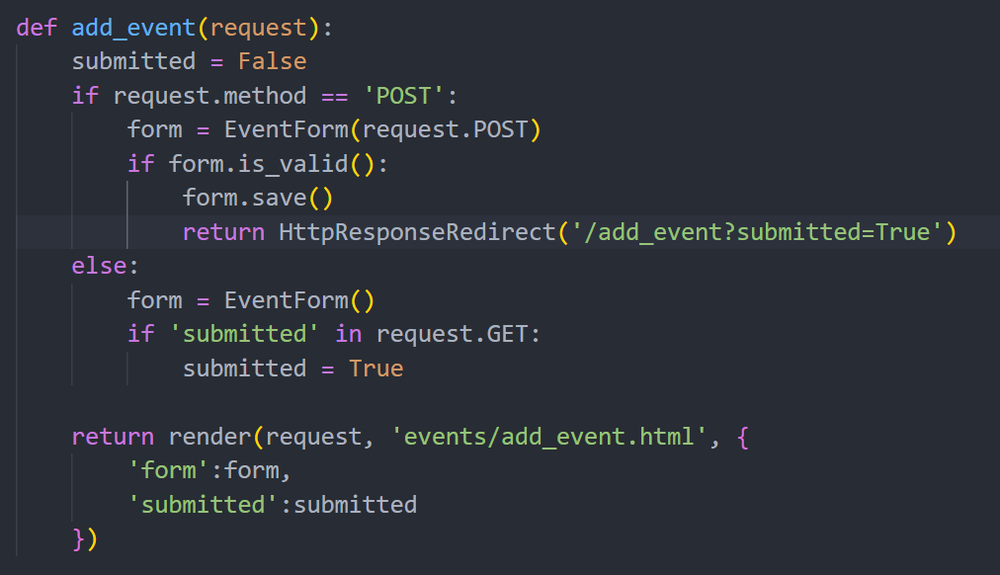 def add_event(request):
    submitted = False
    if request.method == 'POST':
        form = EventForm(request.POST)
        if form.is_valid():
            form.save()
            return HttpResponseRedirect('/add_event?submitted=True')
    else:
        form = EventForm()
        if 'submitted' in request.GET:
            submitted = True

    return render(request, 'events/add_event.html', {
        'form':form,
        'submitted':submitted
    })